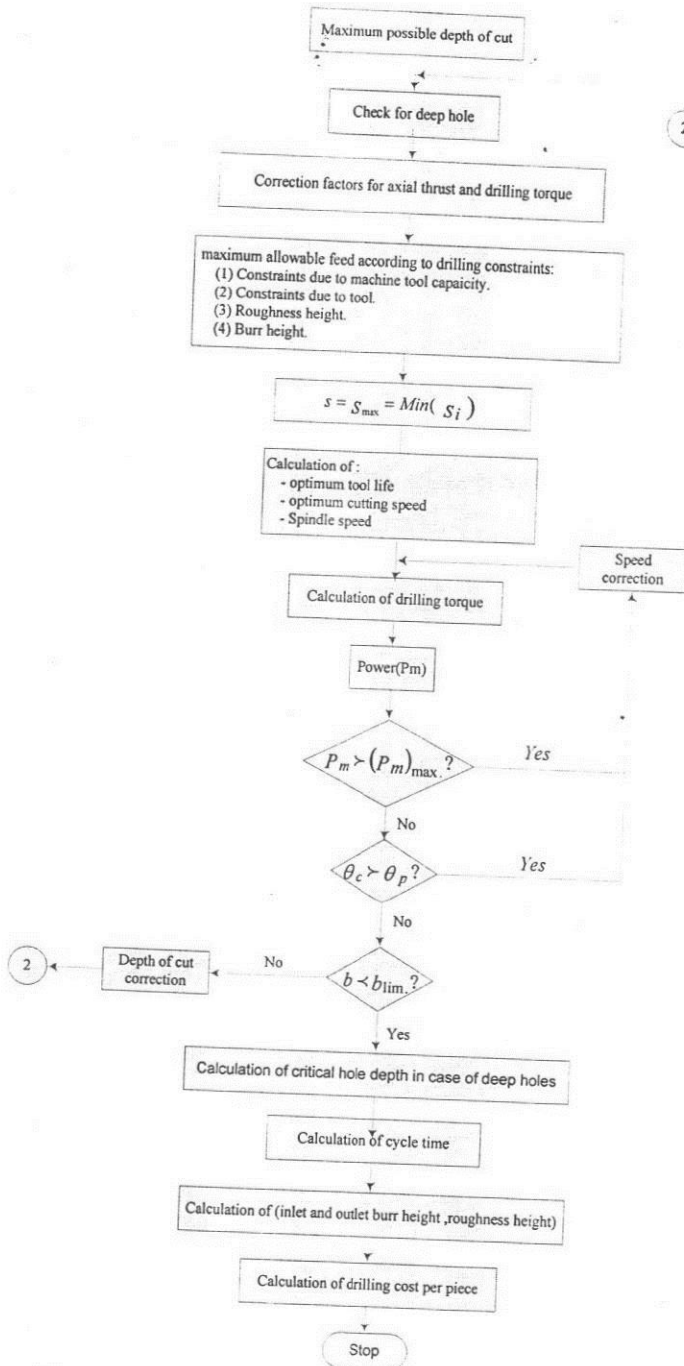 Maximum possible depth of cut
Check for deep hole
2
Correction factors for axial thrust and drilling torque
maximum allowable feed according to drilling constraints:
(1) Constraints due to machine tool capaicity.
(2) Constraints due to tool.
(3) Roughness height.
(4) Burr height.
s = S_max = Min( S_i )
Calculation of :
- optimum tool life
- optimum cutting speed
- Spindle speed
Speed
correction
Calculation of drilling torque
Power(Pm)
P_m ≻ (P_m)_max. ?
Yes
No
θ_c ≻ θ_p ?
Yes
No
2
Depth of cut
correction
No
b ≺ b_lim. ?
Yes
Calculation of critical hole depth in case of deep holes
Calculation of cycle time
Calculation of (inlet and outlet burr height ,roughness height)
Calculation of drilling cost per piece
Stop